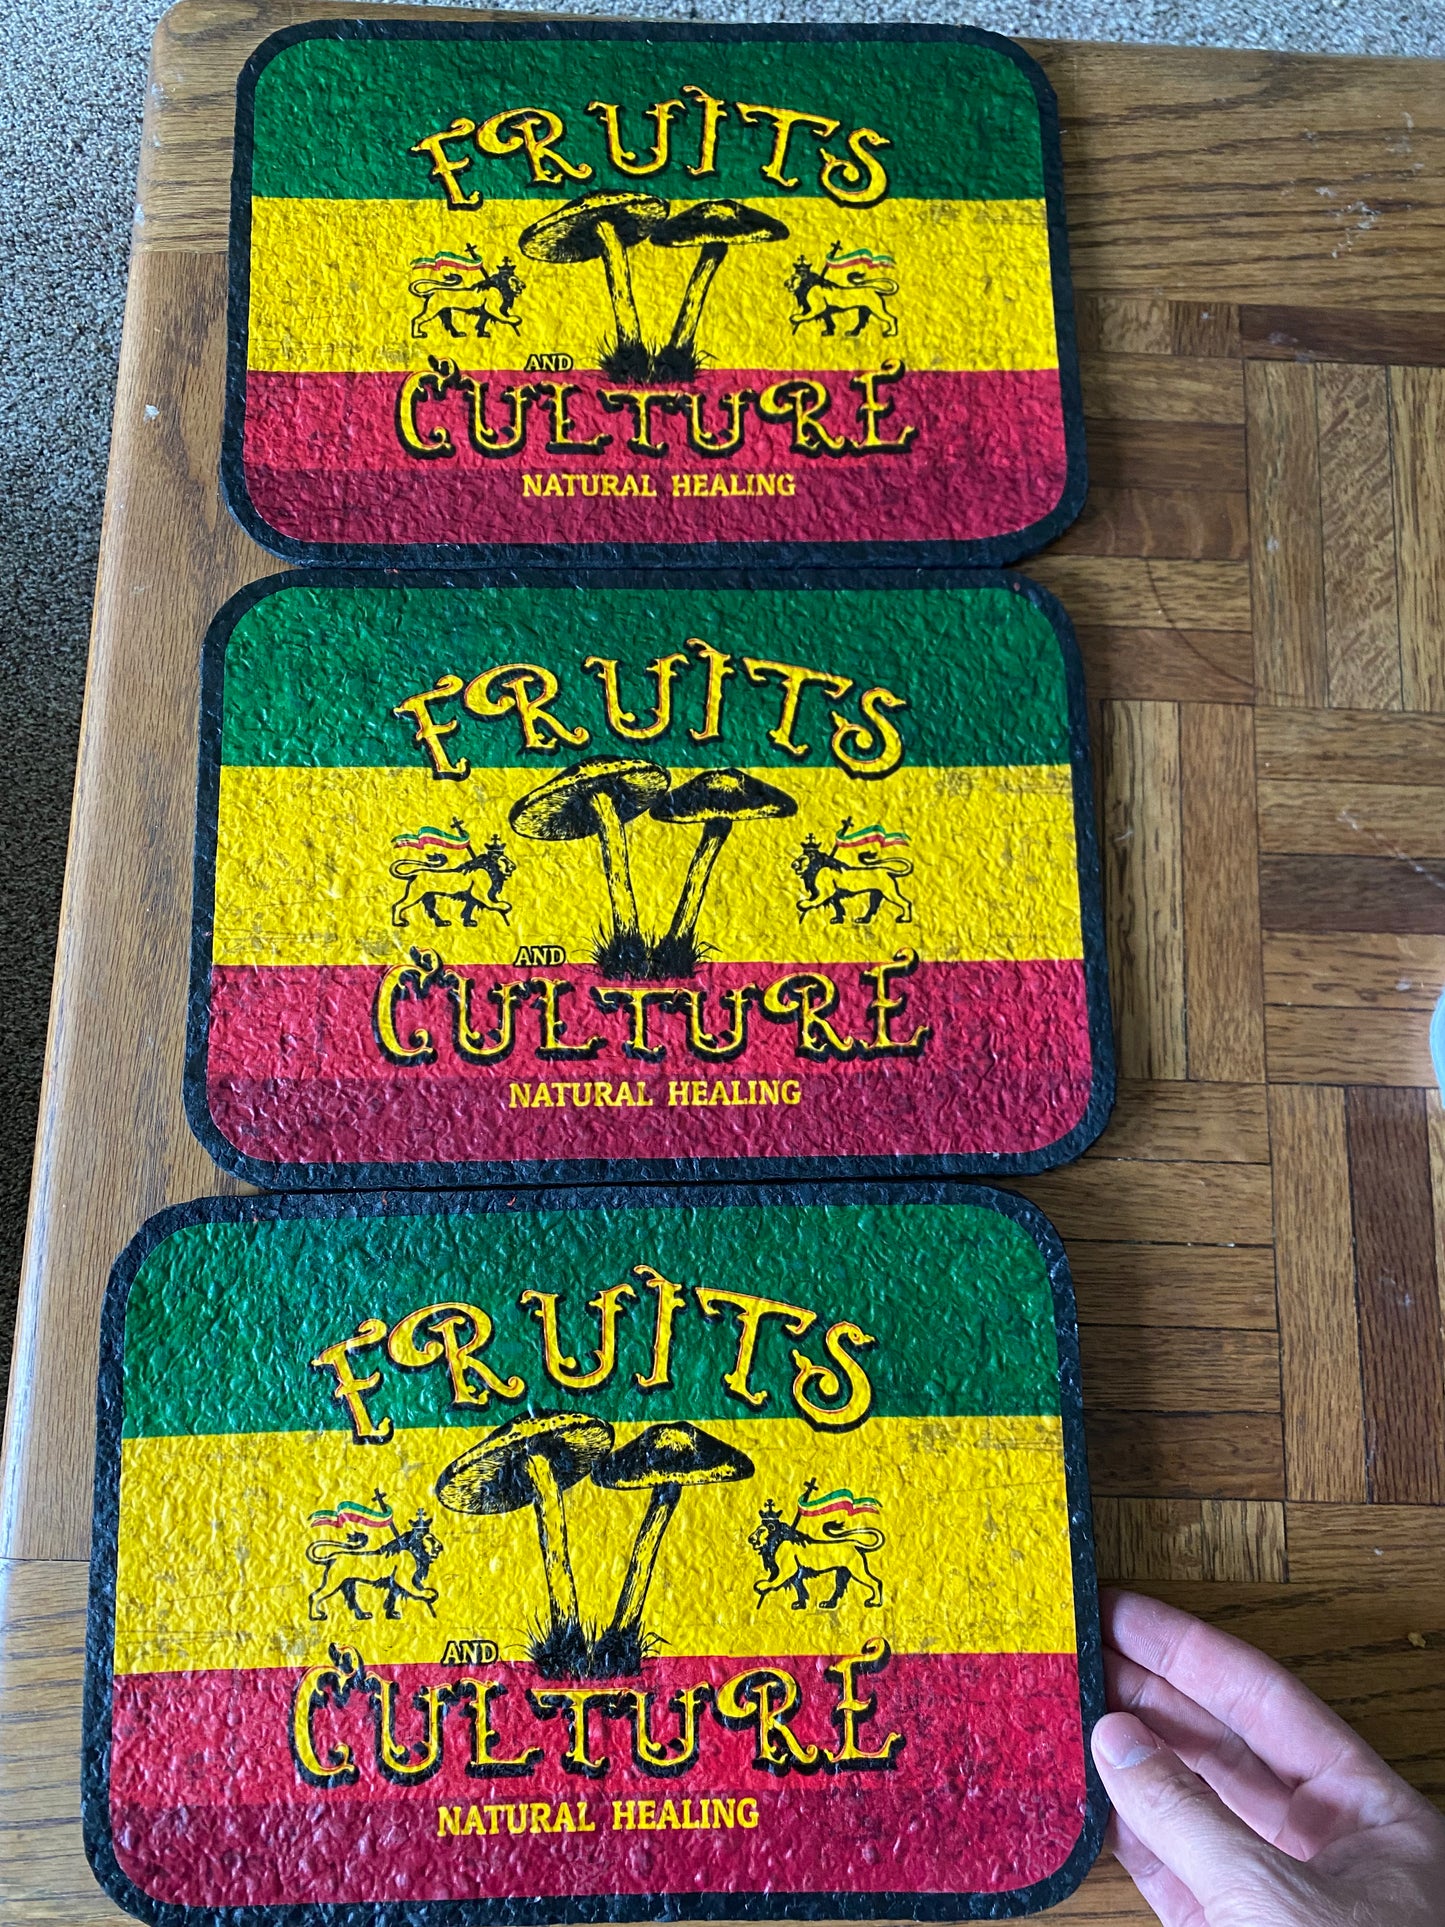 FRUITS
AND
CULTURE
NATURAL HEALING
FRUITS
AND
CULTURE
NATURAL HEALING
FRUITS
AND
CULTURE
NATURAL HEALING